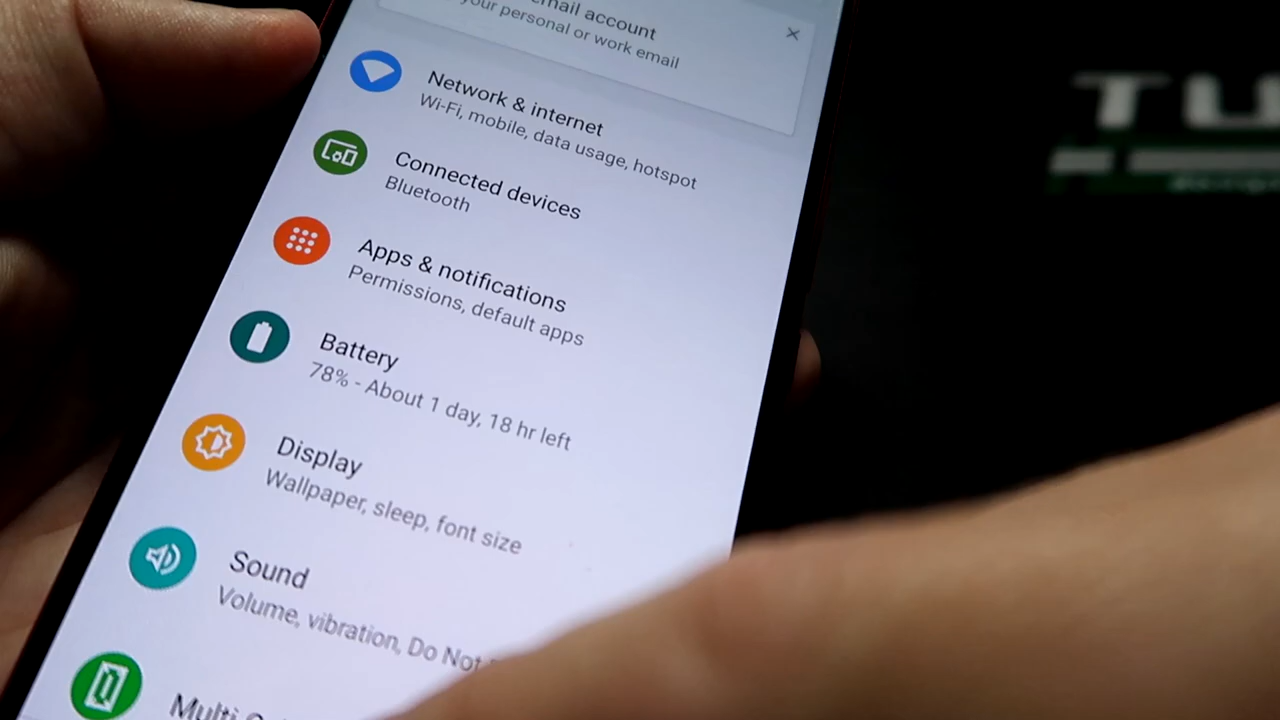 email account
your personal or work email
Network & internet
Wi-Fi, mobile, data usage, hotspot
Connected devices
Bluetooth
Apps & notifications
Permissions, default apps
Battery
78% - About 1 day, 18 hr left
Display
Wallpaper, sleep, font size
Sound
Volume, vibration, Do Not
Multi
TU